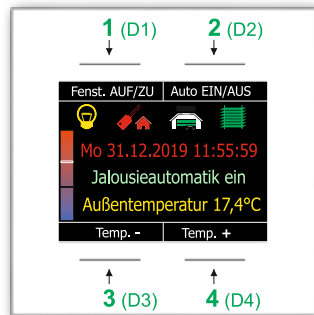 1 (D1) 2 (D2)
Fenst. AUF/ZU Auto EIN/AUS
Mo 31.12.2019 11:55:59
Jalousieautomatik ein
Außentemperatur 17,4°C
Temp. - Temp. +
3 (D3) 4 (D4)